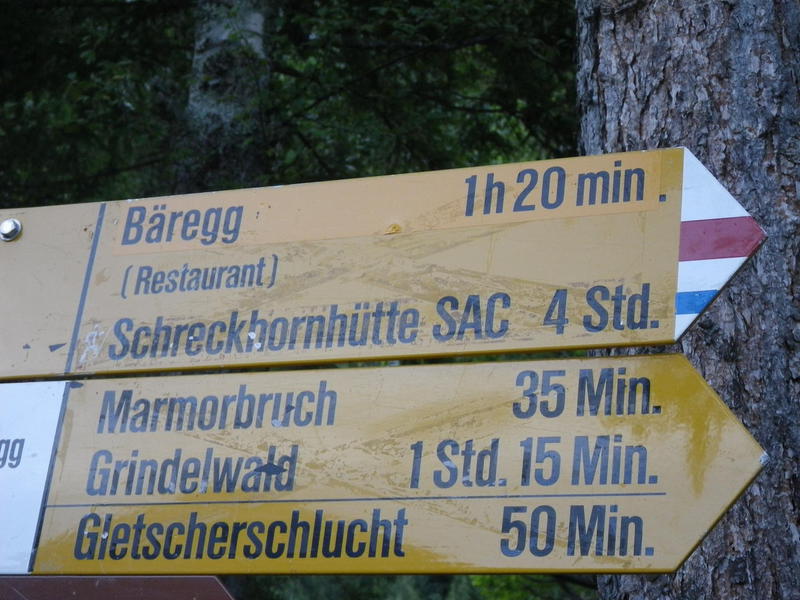 Bäregg 1h 20 min.
(Restaurant)
Schreckhornhütte SAC 4 Std.
Marmorbruch 35 Min.
gg
Grindelwald 1 Std. 15 Min.
Gletscherschlucht 50 Min.